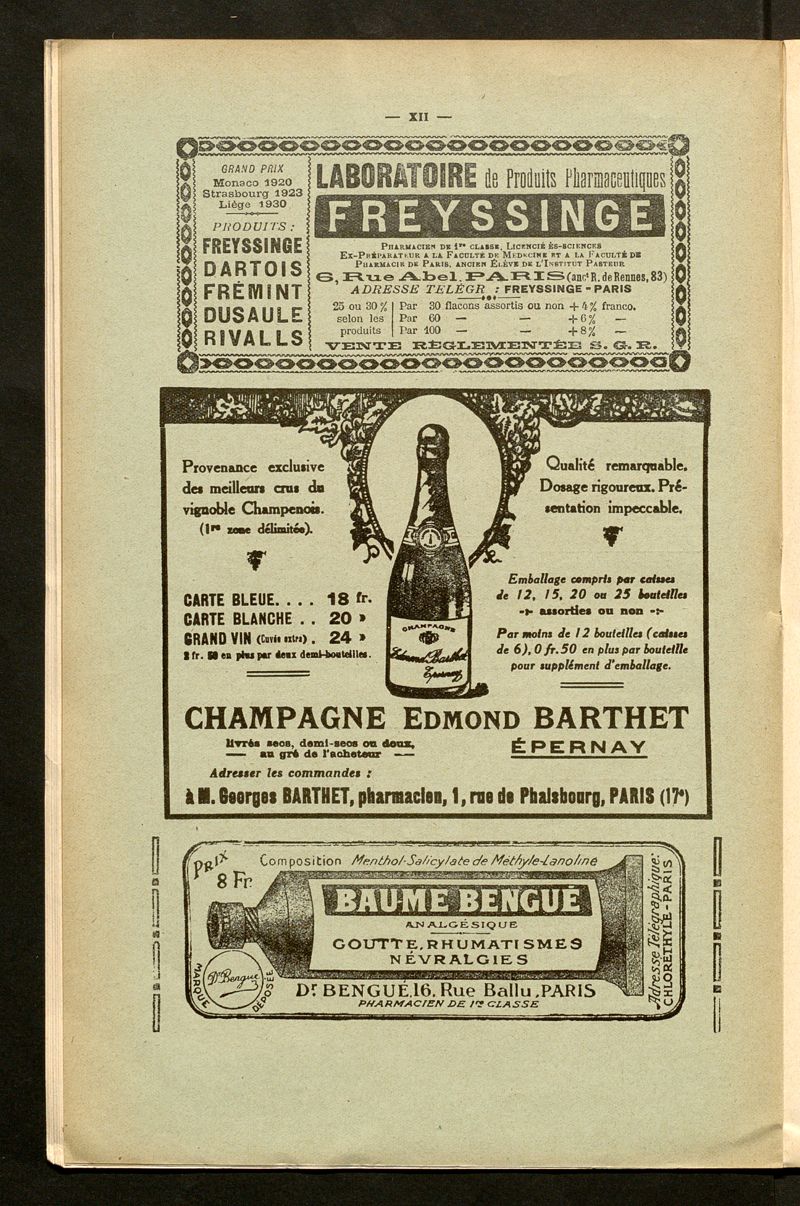 — XII —
GRAND PRIX
Monaco 1920
Strasbourg 1923
Liège 1930
PRODUITS :
FREYSSINGE
DARTOIS
FRÉMINT
DUSAULE
RIVALLS
LABORATOIRE de Produits Pharmaceutiques
FREYSSINGE
PHARMACIEN DE 1re CLASSE, LICENCIÉ ÈS-SCIENCES
EX-PRÉPARATEUR A LA FACULTÉ DE MEDECINE ET A LA FACULTÉ DE
PHARMACIE DE PARIS, ANCIEN ÉLÈVE DE L'INSTITUT PASTEUR
6, Rue Abel, PARIS (anct R. de Rennes, 83)
ADRESSE TÉLÉGR : FREYSSINGE - PARIS
25 ou 30 % Par 30 flacons assortis ou non + 4 % franco.
selon les Par 60 — — + 6 % —
produits Par 100 — — + 8 % —
VENTE RÉGLEMENTÉE S. G. R.
Provenance exclusive
des meilleurs crus du
vignoble Champenois.
(1re zone délimitée).
CARTE BLEUE. . . . 18 fr.
CARTE BLANCHE . . 20 »
GRAND VIN (Cuvée extra) . 24 »
2 fr. 50 en plus par deux demi-bouteilles.
CHAMPAGNE
Edmond Barthet
Épernay
Qualité remarquable.
Dosage rigoureux. Pré-
sentation impeccable.
Emballage compris par caisses
de 12, 15, 20 ou 25 bouteilles
assorties ou non
Par moins de 12 bouteilles (caisses
de 6), 0 fr. 50 en plus par bouteille
pour supplément d'emballage.
CHAMPAGNE EDMOND BARTHET
livrés secs, demi-secs ou doux,
— au gré de l'acheteur —
ÉPERNAY
Adresser les commandes :
à M. Georges BARTHET, pharmacien, 1, rue de Phalsbourg, PARIS (17e)
PRIX
8 Fr.
Composition Menthol-Salicylate de Méthyle-Lanoline
BAUME BENGUÉ
ANALGÉSIQUE
GOUTTE, RHUMATISMES
NÉVRALGIES
Dr Bengué
MARQUE DÉPOSÉE
Dr BENGUÉ, 16, Rue Ballu, PARIS
PHARMACIEN DE 1re CLASSE
Adresse Télégraphique:
CHLORÉTHYLE-PARIS